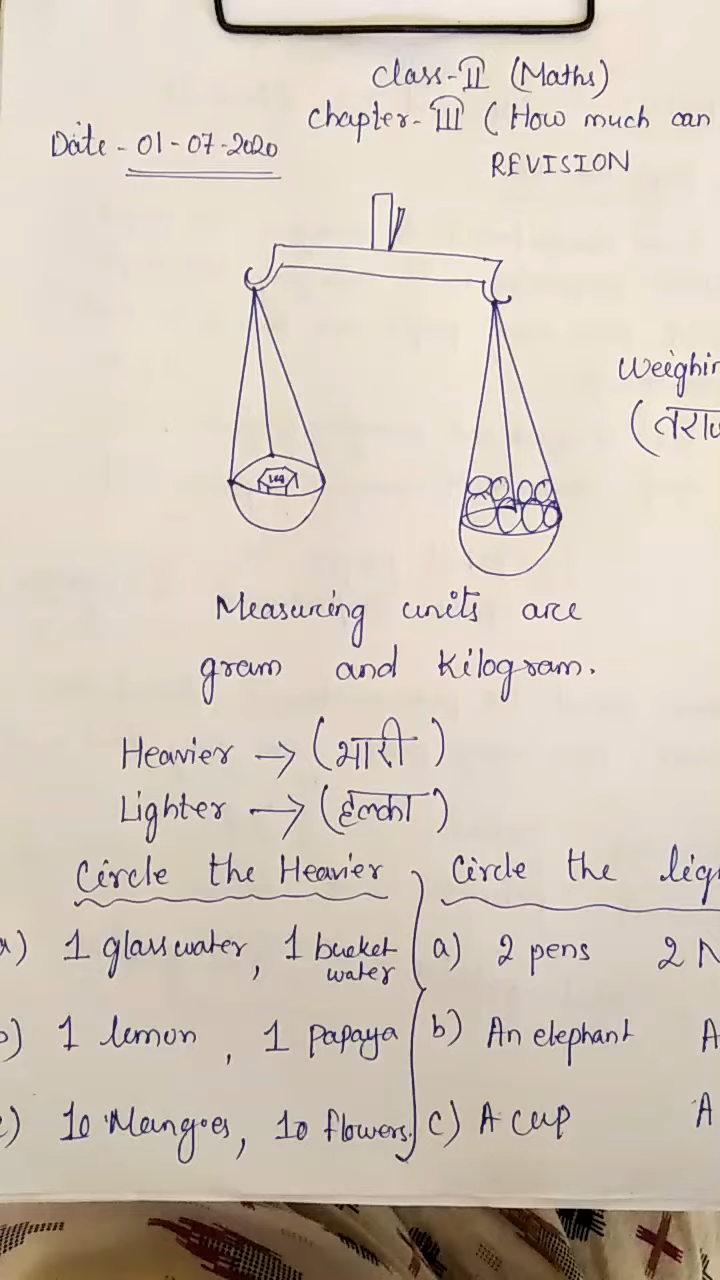 Class-II (Maths)
Chapter-III (How much can
Date - 01-07-2020
REVISION
1kg
Measuring units are
gram and Kilogram.
Heavier → (भारी)
Lighter → (हल्का)
Circle the Heavier
a) 1 glass water, 1 bucket water
b) 1 lemon, 1 papaya
c) 10 Mangoes, 10 flowers.
Circle the
a) 2 pens 2
b) An elephant A
c) A cup A